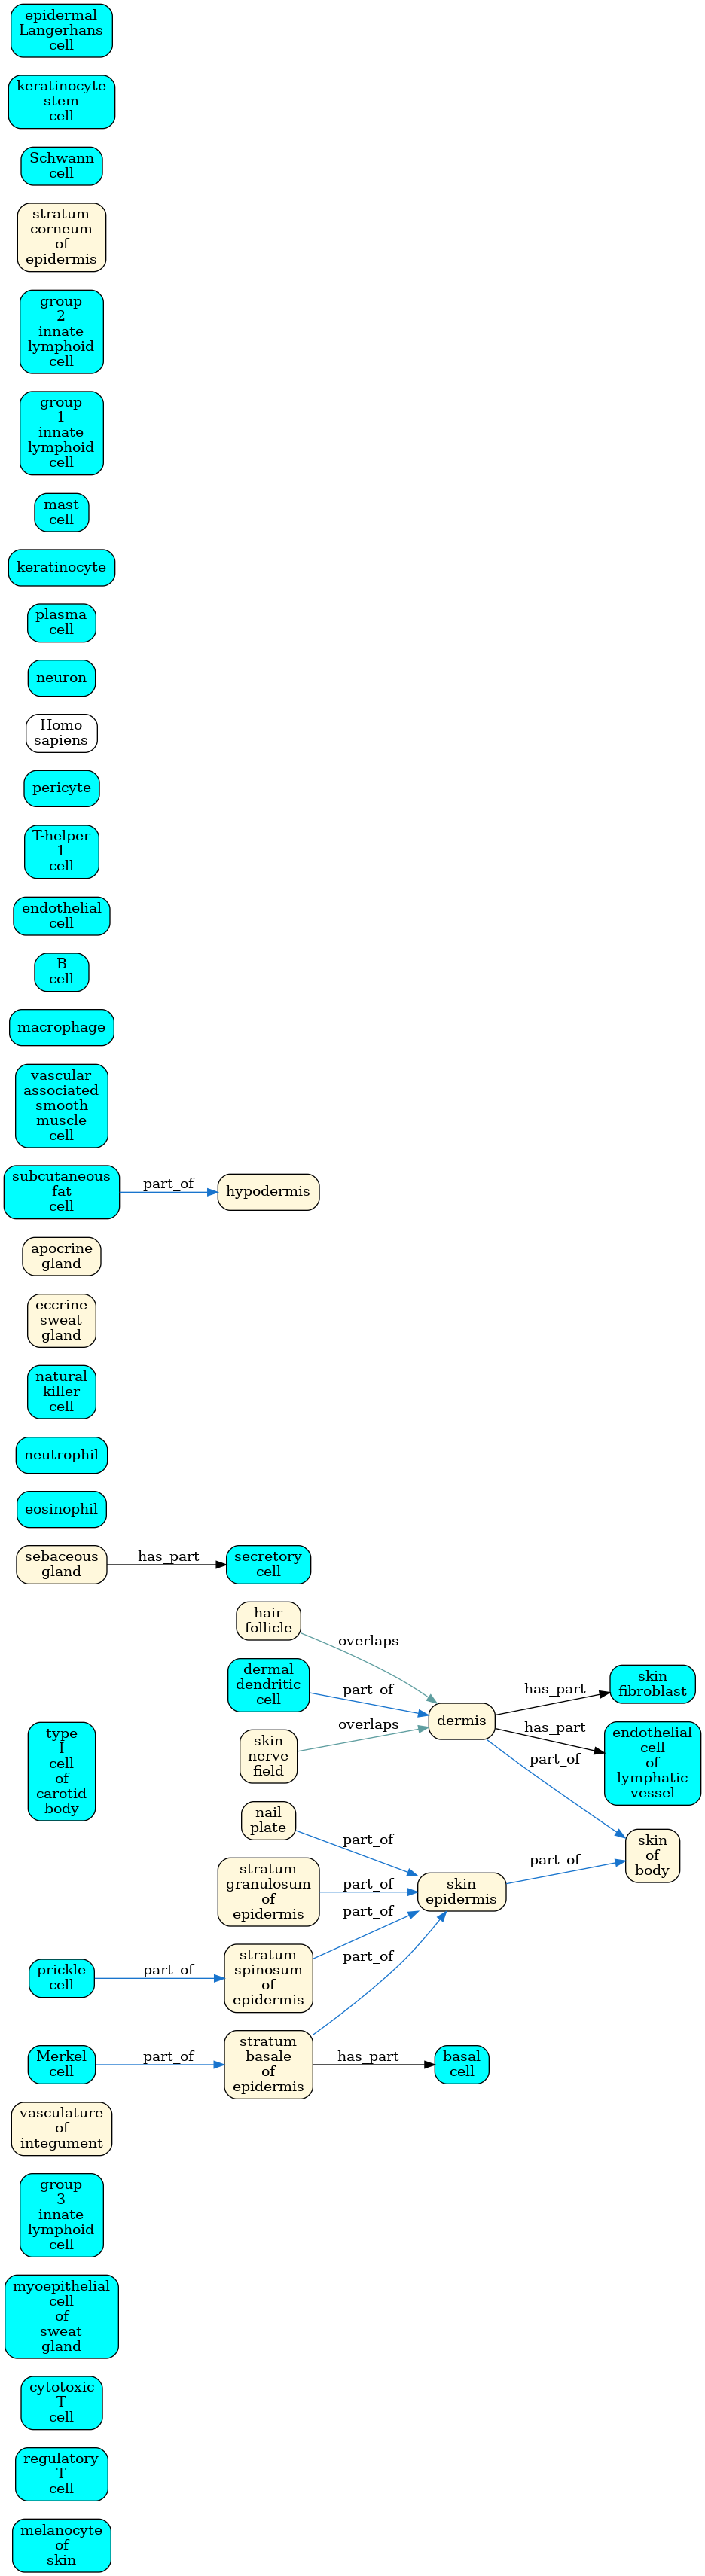 epidermal
Langerhans
cell
keratinocyte
stem
cell
Schwann
cell
stratum
corneum
of
epidermis
group
2
innate
lymphoid
cell
group
1
innate
lymphoid
cell
mast
cell
keratinocyte
plasma
cell
neuron
Homo
sapiens
pericyte
T-helper
1
cell
endothelial
cell
B
cell
macrophage
vascular
associated
smooth
muscle
cell
subcutaneous
fat
cell
part_of
hypodermis
apocrine
gland
eccrine
sweat
gland
natural
killer
cell
neutrophil
eosinophil
sebaceous
gland
has_part
secretory
cell
hair
follicle
overlaps
dermal
dendritic
cell
part_of
skin
nerve
field
overlaps
dermis
has_part
skin
fibroblast
has_part
endothelial
cell
of
lymphatic
vessel
part_of
type
I
cell
of
carotid
body
nail
plate
part_of
stratum
granulosum
of
epidermis
part_of
skin
epidermis
part_of
skin
of
body
prickle
cell
part_of
stratum
spinosum
of
epidermis
part_of
part_of
Merkel
cell
part_of
stratum
basale
of
epidermis
has_part
basal
cell
vasculature
of
integument
group
3
innate
lymphoid
cell
myoepithelial
cell
of
sweat
gland
cytotoxic
T
cell
regulatory
T
cell
melanocyte
of
skin